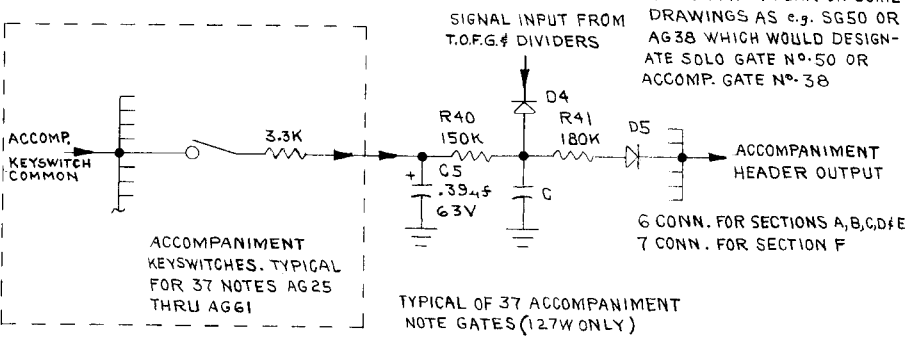 DRAWINGS AS e.g. SG50 OR
AG38 WHICH WOULD DESIGN-
ATE SOLO GATE Nº.50 OR
ACCOMP. GATE Nº.38
SIGNAL INPUT FROM
T.O.F.G.& DIVIDERS
D4
R40
150K
R41
180K
D5
3.3K
ACCOMP.
KEYSWITCH
COMMON
+
C5
.39µf
63V
C
ACCOMPANIMENT
HEADER OUTPUT
6 CONN. FOR SECTIONS A,B,C,D&E
7 CONN. FOR SECTION F
ACCOMPANIMENT
KEYSWITCHES. TYPICAL
FOR 37 NOTES AG25
THRU AG61
TYPICAL OF 37 ACCOMPANIMENT
NOTE GATES (127W ONLY)